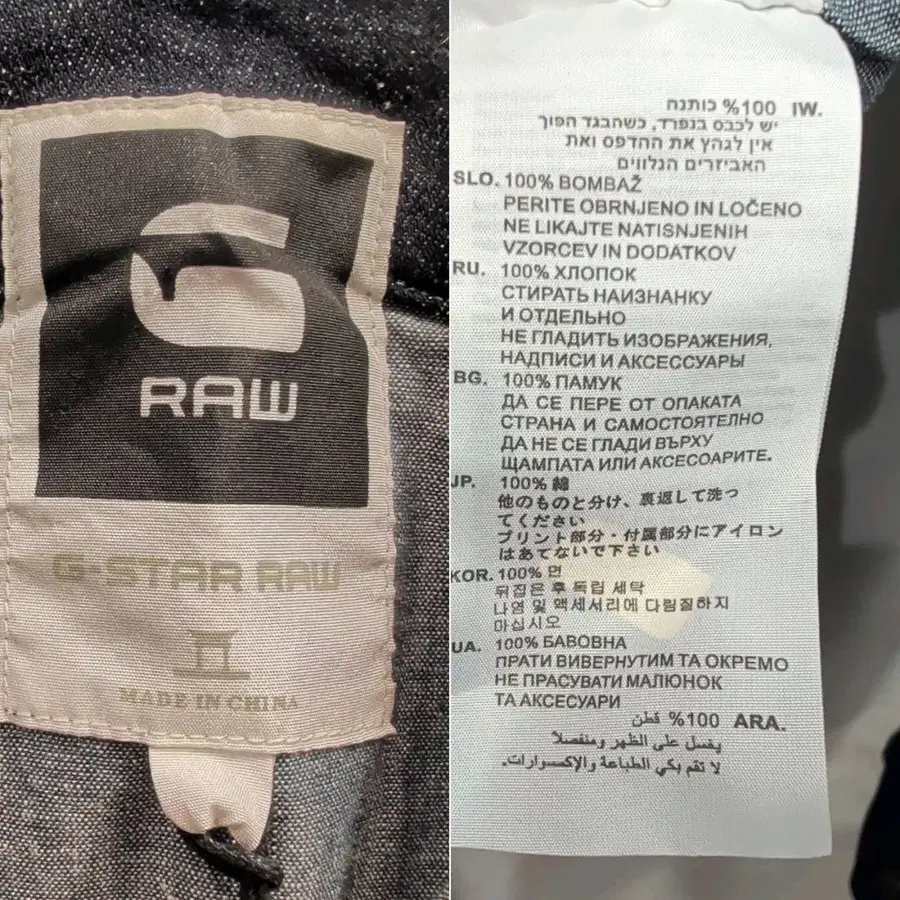 G
RAW
G-STAR RAW
II
MADE IN CHINA
IW. 100% כותנה
יש לכבס בנפרד, כשהבגד הפוך
אין לגהץ את ההדפס ואת
האביזרים הנלווים
SLO. 100% BOMBAŽ
PERITE OBRNJENO IN LOČENO
NE LIKAJTE NATISNJENIH
VZORCEV IN DODATKOV
RU. 100% ХЛОПОК
СТИРАТЬ НАИЗНАНКУ
И ОТДЕЛЬНО
НЕ ГЛАДИТЬ ИЗОБРАЖЕНИЯ,
НАДПИСИ И АКСЕССУАРЫ
BG. 100% ПАМУК
ДА СЕ ПЕРЕ ОТ ОПАКАТА
СТРАНА И САМОСТОЯТЕЛНО
ДА НЕ СЕ ГЛАДИ ВЪРХУ
ЩАМПАТА ИЛИ АКСЕСОАРИТЕ.
JP. 100% 綿
他のものと分け、裏返して洗っ
てください
プリント部分・付属部分にアイロン
はあてないで下さい
KOR. 100% 면
뒤집은 후 독립 세탁
나염 및 액세서리에 다림질하지
마십시오
UA. 100% БАВОВНА
ПРАТИ ВИВЕРНУТИМ ТА ОКРЕМО
НЕ ПРАСУВАТИ МАЛЮНОК
ТА АКСЕСУАРИ
ARA. 100% قطن
يغسل على الظهر ومنفصلا
لا تقم بكي الطباعة والإكسسوارات.